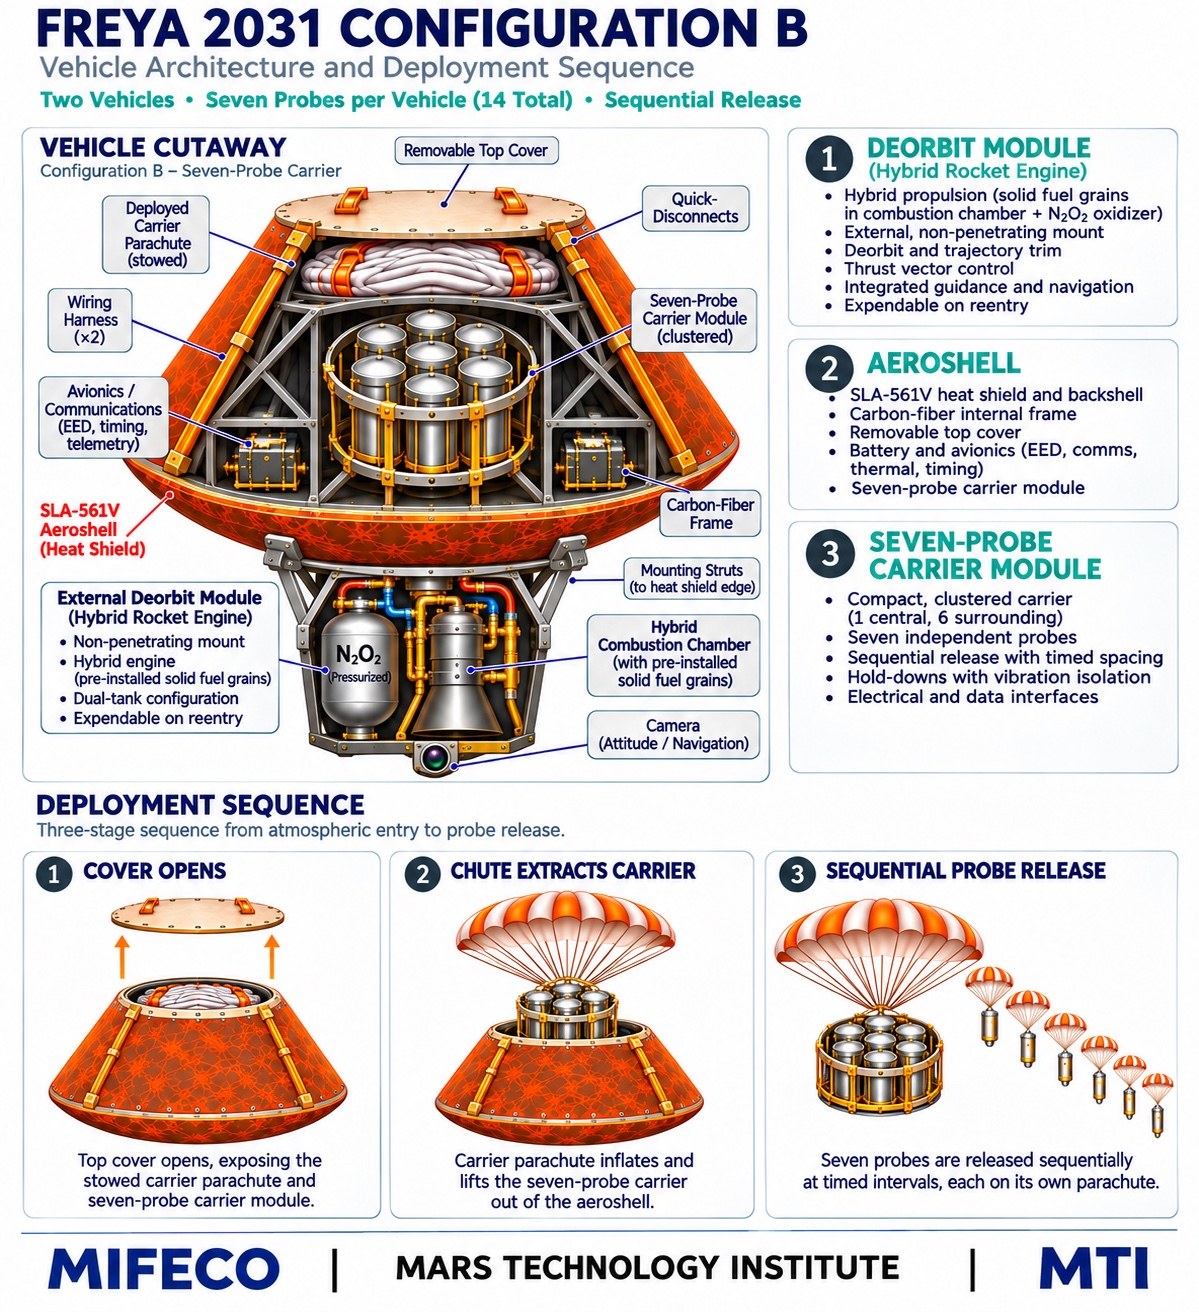 FREYA 2031 CONFIGURATION B
Vehicle Architecture and Deployment Sequence
Two Vehicles • Seven Probes per Vehicle (14 Total) • Sequential Release
VEHICLE CUTAWAY
Configuration B – Seven-Probe Carrier
Removable Top Cover
Deployed
Carrier
Parachute
(stowed)
Quick-
Disconnects
Wiring
Harness
(×2)
Seven-Probe
Carrier Module
(clustered)
Avionics /
Communications
(EED, timing,
telemetry)
SLA-561V
Aeroshell
(Heat Shield)
Carbon-Fiber
Frame
Mounting Struts
(to heat shield edge)
External Deorbit Module
(Hybrid Rocket Engine)
• Non-penetrating mount
• Hybrid engine
(pre-installed solid fuel grains)
• Dual-tank configuration
• Expendable on reentry
N₂O₂
(Pressurized)
Hybrid
Combustion Chamber
(with pre-installed
solid fuel grains)
Camera
(Attitude / Navigation)
1 DEORBIT MODULE
(Hybrid Rocket Engine)
• Hybrid propulsion (solid fuel grains
in combustion chamber + N₂O₂ oxidizer)
• External, non-penetrating mount
• Deorbit and trajectory trim
• Thrust vector control
• Integrated guidance and navigation
• Expendable on reentry
2 AEROSHELL
• SLA-561V heat shield and backshell
• Carbon-fiber internal frame
• Removable top cover
• Battery and avionics (EED, comms,
thermal, timing)
• Seven-probe carrier module
3 SEVEN-PROBE
CARRIER MODULE
• Compact, clustered carrier
(1 central, 6 surrounding)
• Seven independent probes
• Sequential release with timed spacing
• Hold-downs with vibration isolation
• Electrical and data interfaces
DEPLOYMENT SEQUENCE
Three-stage sequence from atmospheric entry to probe release.
1 COVER OPENS
Top cover opens, exposing the
stowed carrier parachute and
seven-probe carrier module.
2 CHUTE EXTRACTS CARRIER
Carrier parachute inflates and
lifts the seven-probe carrier
out of the aeroshell.
3 SEQUENTIAL PROBE RELEASE
Seven probes are released sequentially
at timed intervals, each on its own parachute.
MIFECO | MARS TECHNOLOGY INSTITUTE | MTI